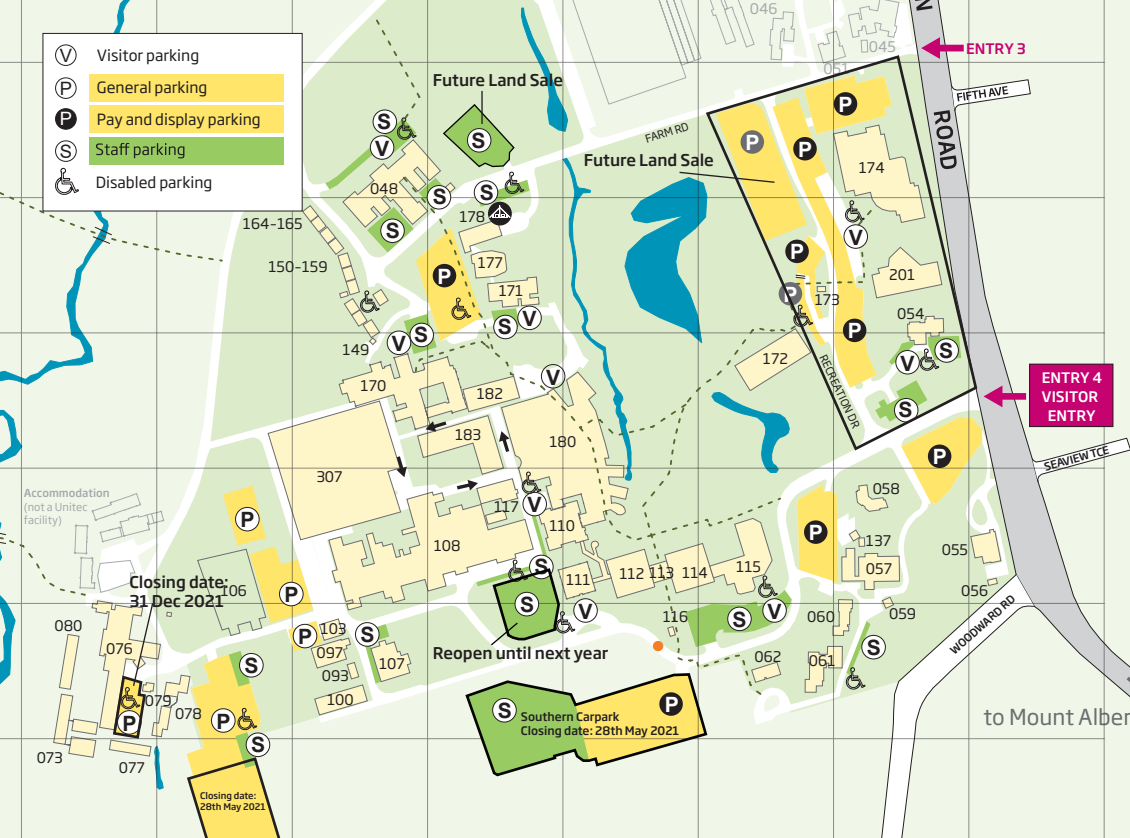 V Visitor parking
P General parking
P Pay and display parking
S Staff parking
Disabled parking
046
045
051
N
ROAD
ENTRY 3
FIFTH AVE
FARM RD
Future Land Sale
S
S
V
048
S
S
S
178
164-165
150-159
177
171
P
S
V
149
V
S
Future Land Sale
P
P
P
174
V
P
P
173
201
054
P
V
S
S
172
RECREATION DR
ENTRY 4
VISITOR
ENTRY
SEAVIEW TCE
170
182
V
183
180
307
117
V
110
108
P
P
058
137
057
055
056
Accommodation
(not a Unitec
facility)
P
P
106
Closing date:
31 Dec 2021
S
S
111
112
113
114
115
V
116
S
V
060
059
WOODWARD RD
062
061
S
080
076
079
P
078
073
077
P
103
097
093
100
S
107
S
P
S
Reopen until next year
S
P
Southern Carpark
Closing date: 28th May 2021
Closing date:
28th May 2021
to Mount Alber